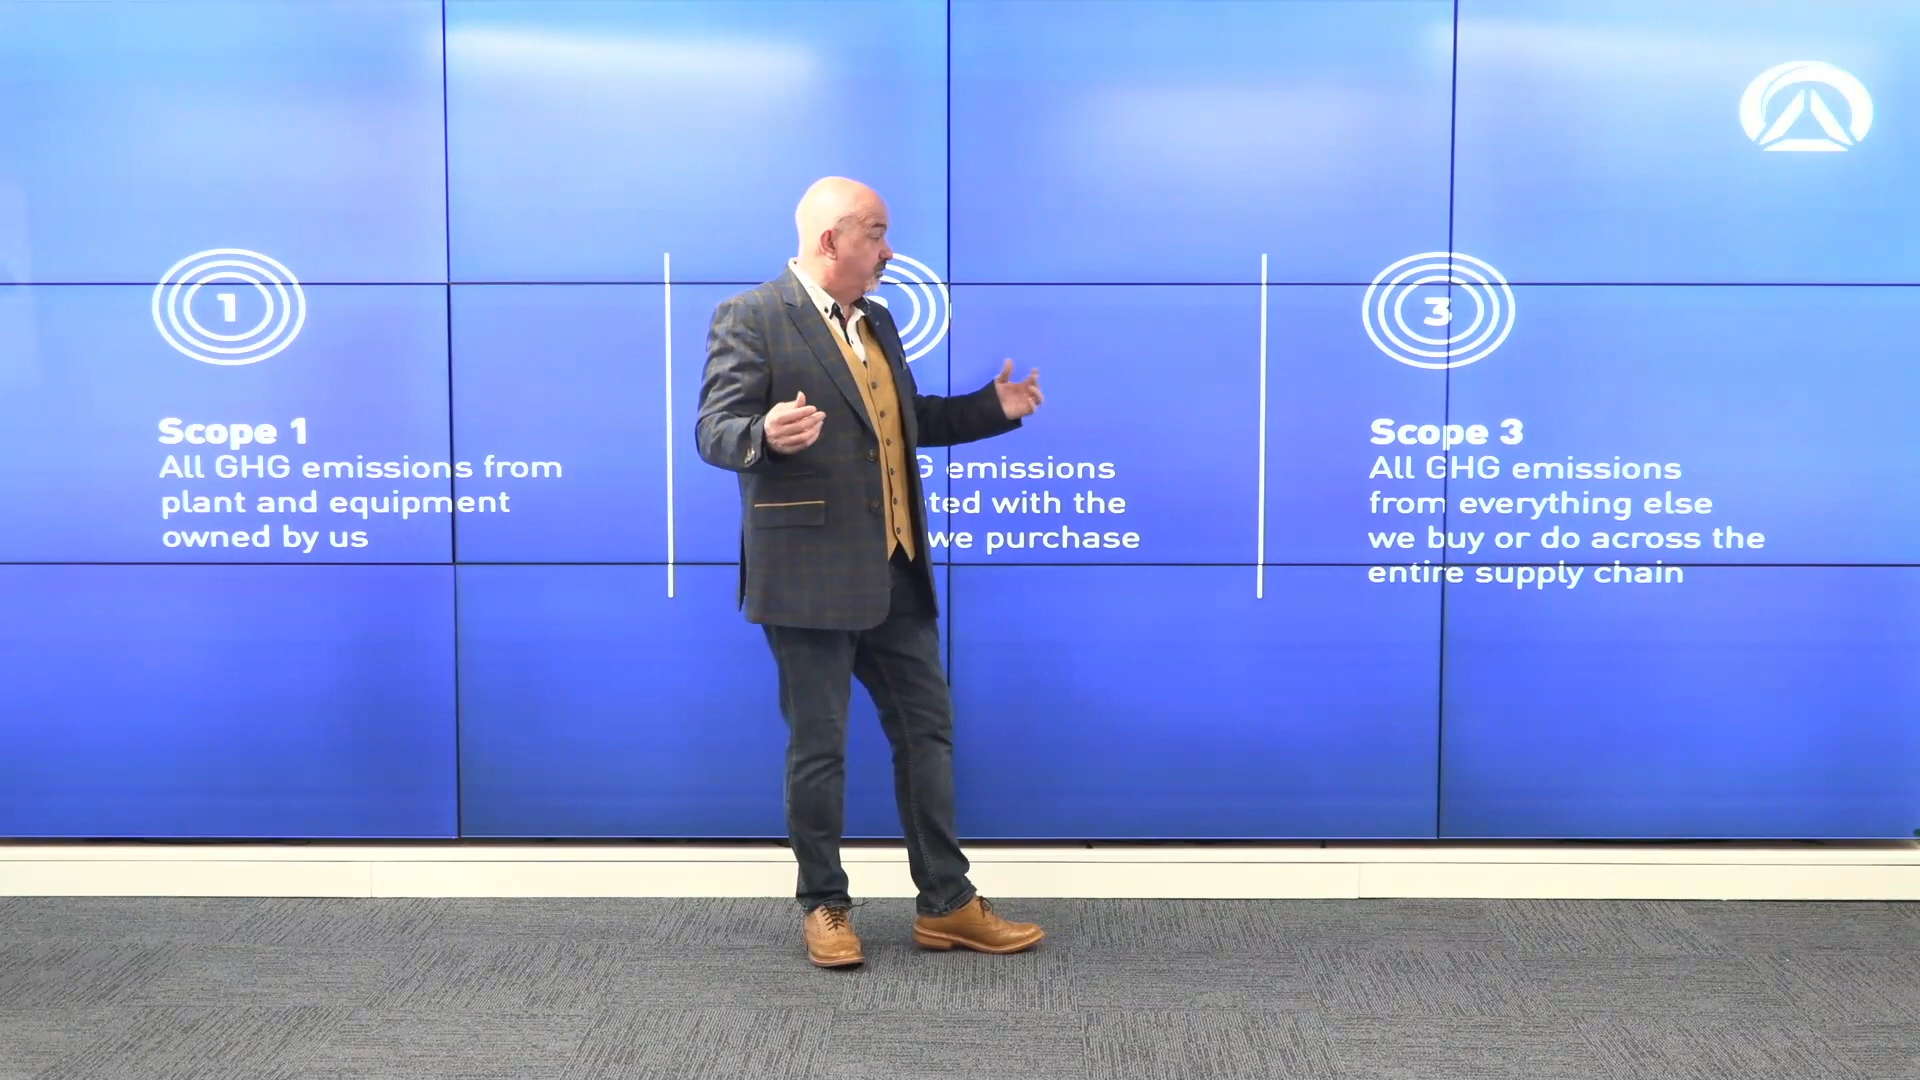 1
Scope 1
All GHG emissions from
plant and equipment
owned by us
emissions
with the
we purchase
3
Scope 3
All GHG emissions
from everything else
we buy or do across the
entire supply chain